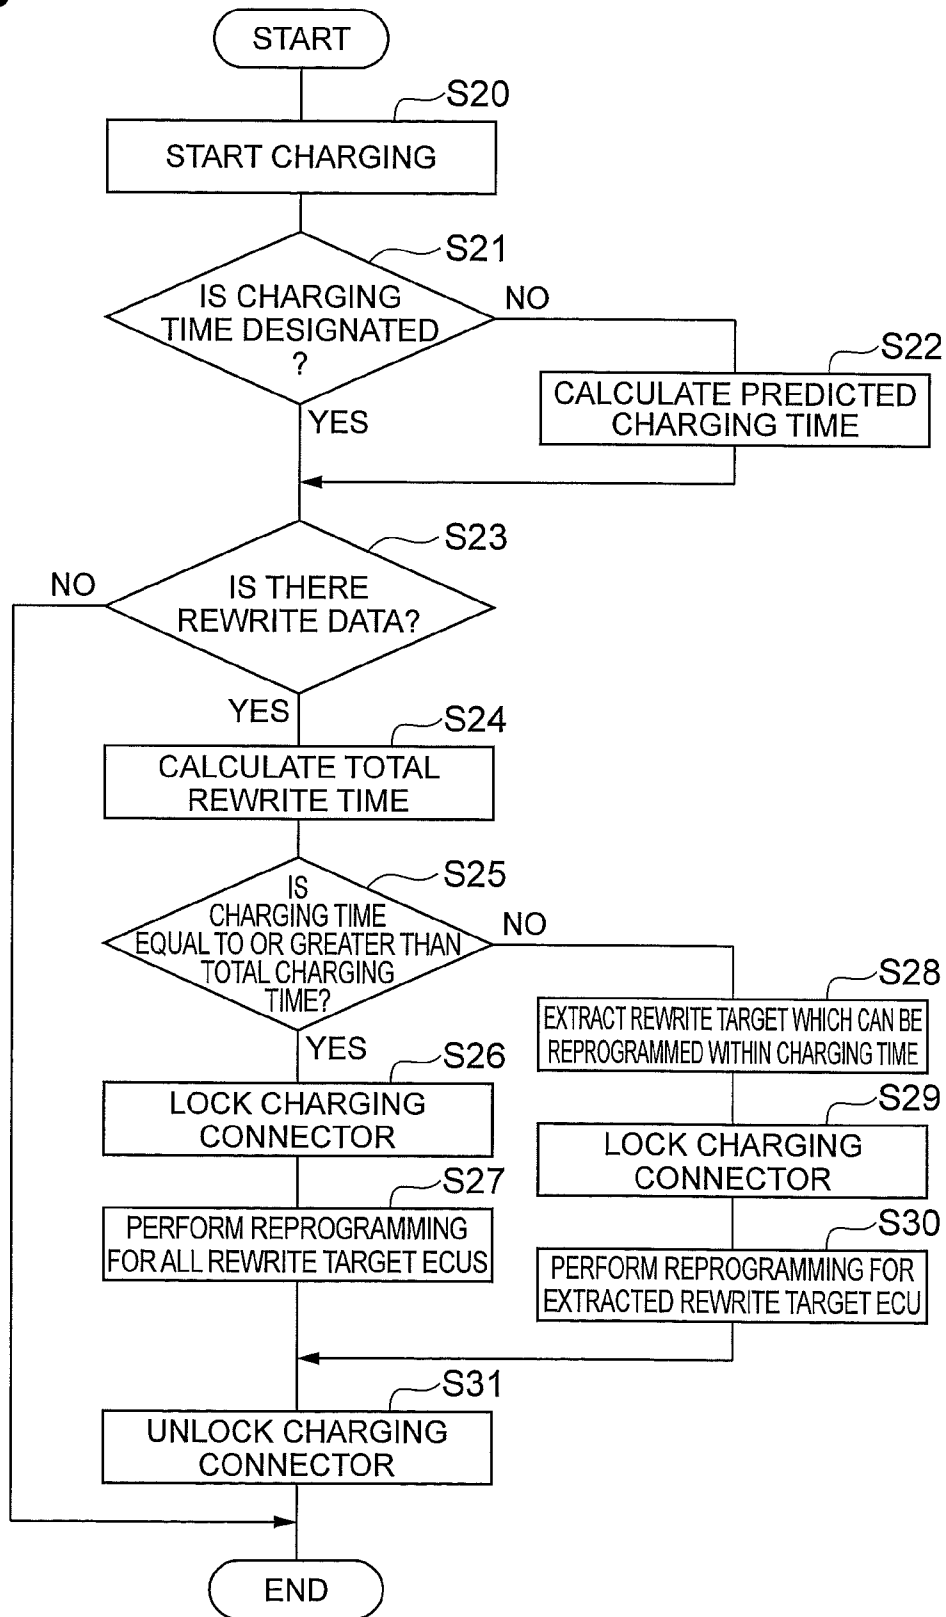 START
S20
START CHARGING
S21
IS CHARGING
TIME DESIGNATED
?
NO
YES
S22
CALCULATE PREDICTED
CHARGING TIME
S23
IS THERE
REWRITE DATA?
NO
YES
S24
CALCULATE TOTAL
REWRITE TIME
S25
IS
CHARGING TIME
EQUAL TO OR GREATER THAN
TOTAL CHARGING
TIME?
NO
YES
S26
LOCK CHARGING
CONNECTOR
S27
PERFORM REPROGRAMMING
FOR ALL REWRITE TARGET ECUS
S28
EXTRACT REWRITE TARGET WHICH CAN BE
REPROGRAMMED WITHIN CHARGING TIME
S29
LOCK CHARGING
CONNECTOR
S30
PERFORM REPROGRAMMING FOR
EXTRACTED REWRITE TARGET ECU
S31
UNLOCK CHARGING
CONNECTOR
END